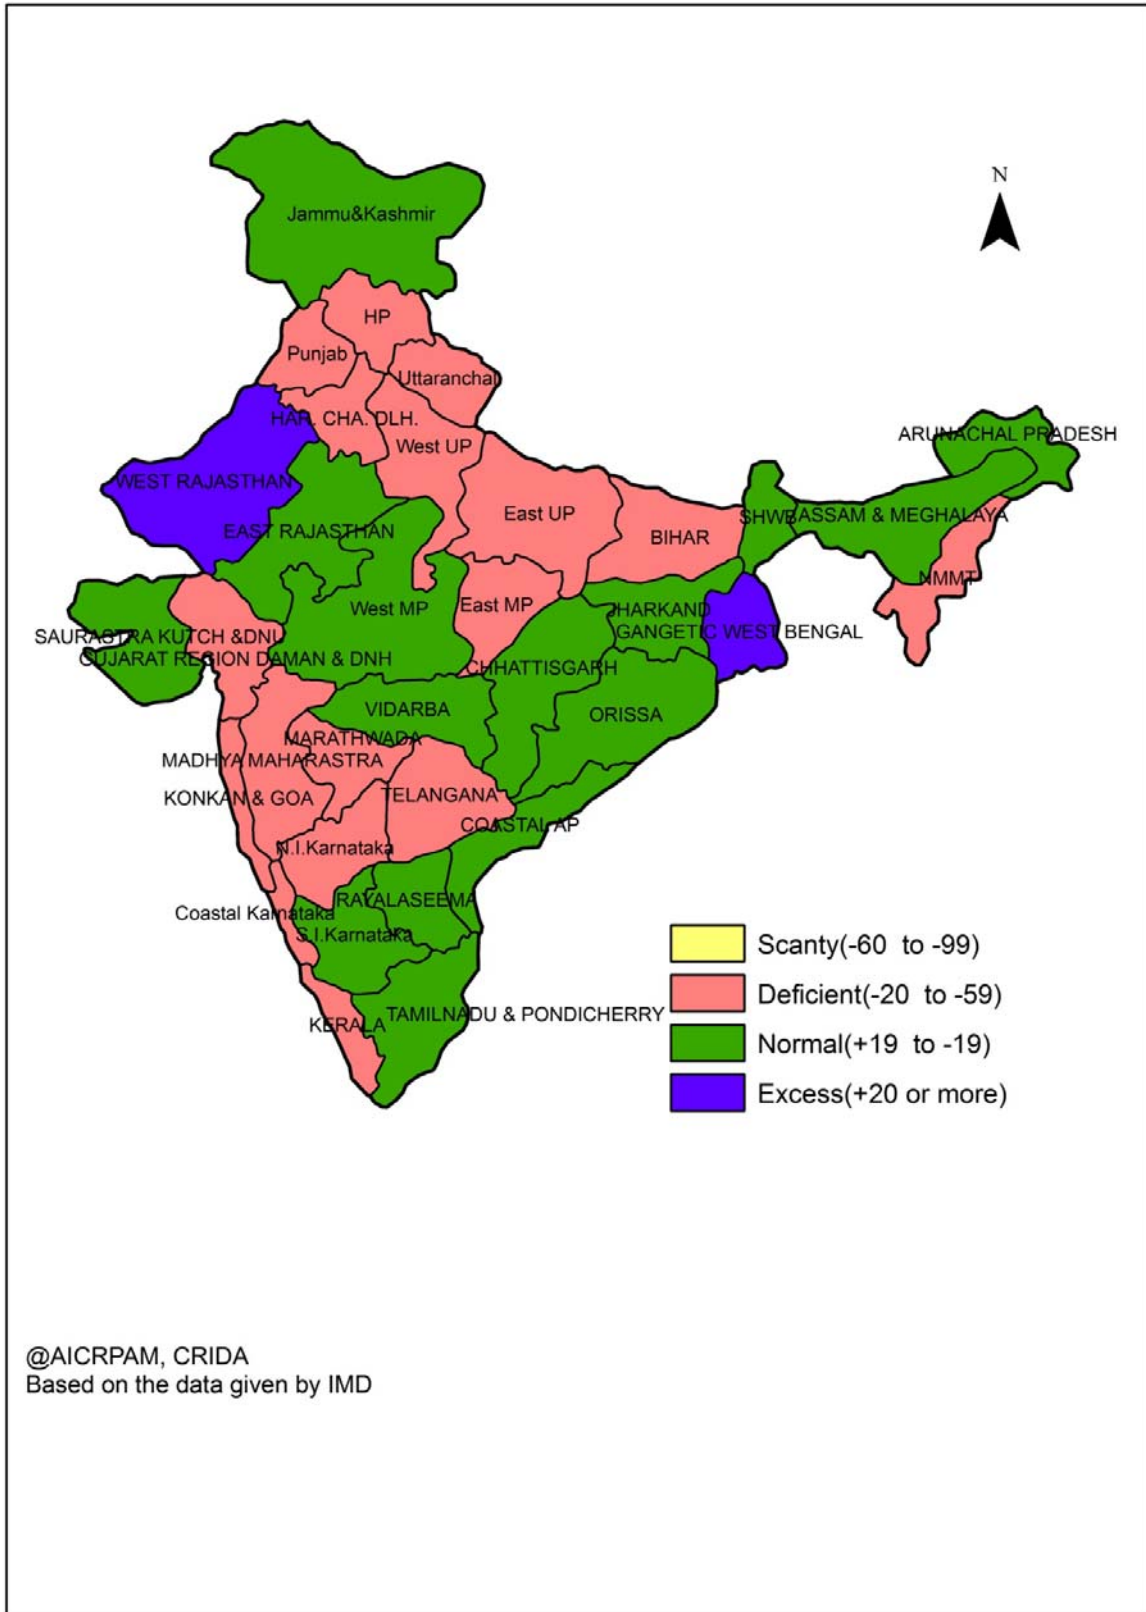 N
Jammu&Kashmir
HP
Punjab
Uttaranchal
HAR. CHA. DLH.
West UP
ARUNACHAL PRADESH
WEST RAJASTHAN
EAST RAJASTHAN
East UP
BIHAR
SHWB
ASSAM & MEGHALAYA
NMMT
West MP
East MP
JHARKAND
GANGETIC WEST BENGAL
SAURASTRA KUTCH &DNU
GUJARAT REGION DAMAN & DNH
CHHATTISGARH
VIDARBA
ORISSA
MARATHWADA
MADHYA MAHARASTRA
KONKAN & GOA
TELANGANA
COASTAL AP
N.I.Karnataka
RAYALASEEMA
Coastal Karnataka
S.I.Karnataka
KERALA
TAMILNADU & PONDICHERRY
Scanty(-60 to -99)
Deficient(-20 to -59)
Normal(+19 to -19)
Excess(+20 or more)
@AICRPAM, CRIDA
Based on the data given by IMD